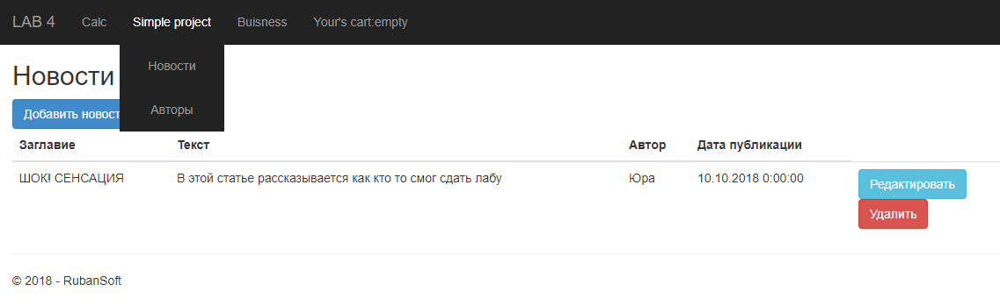 LAB 4 Calc Simple project Buisness Your's cart:empty
Новости
Авторы
Новости
Добавить новост
Заглавие Текст Автор Дата публикации
ШОК! СЕНСАЦИЯ В этой статье рассказывается как кто то смог сдать лабу Юра 10.10.2018 0:00:00 Редактировать
Удалить
© 2018 - RubanSoft